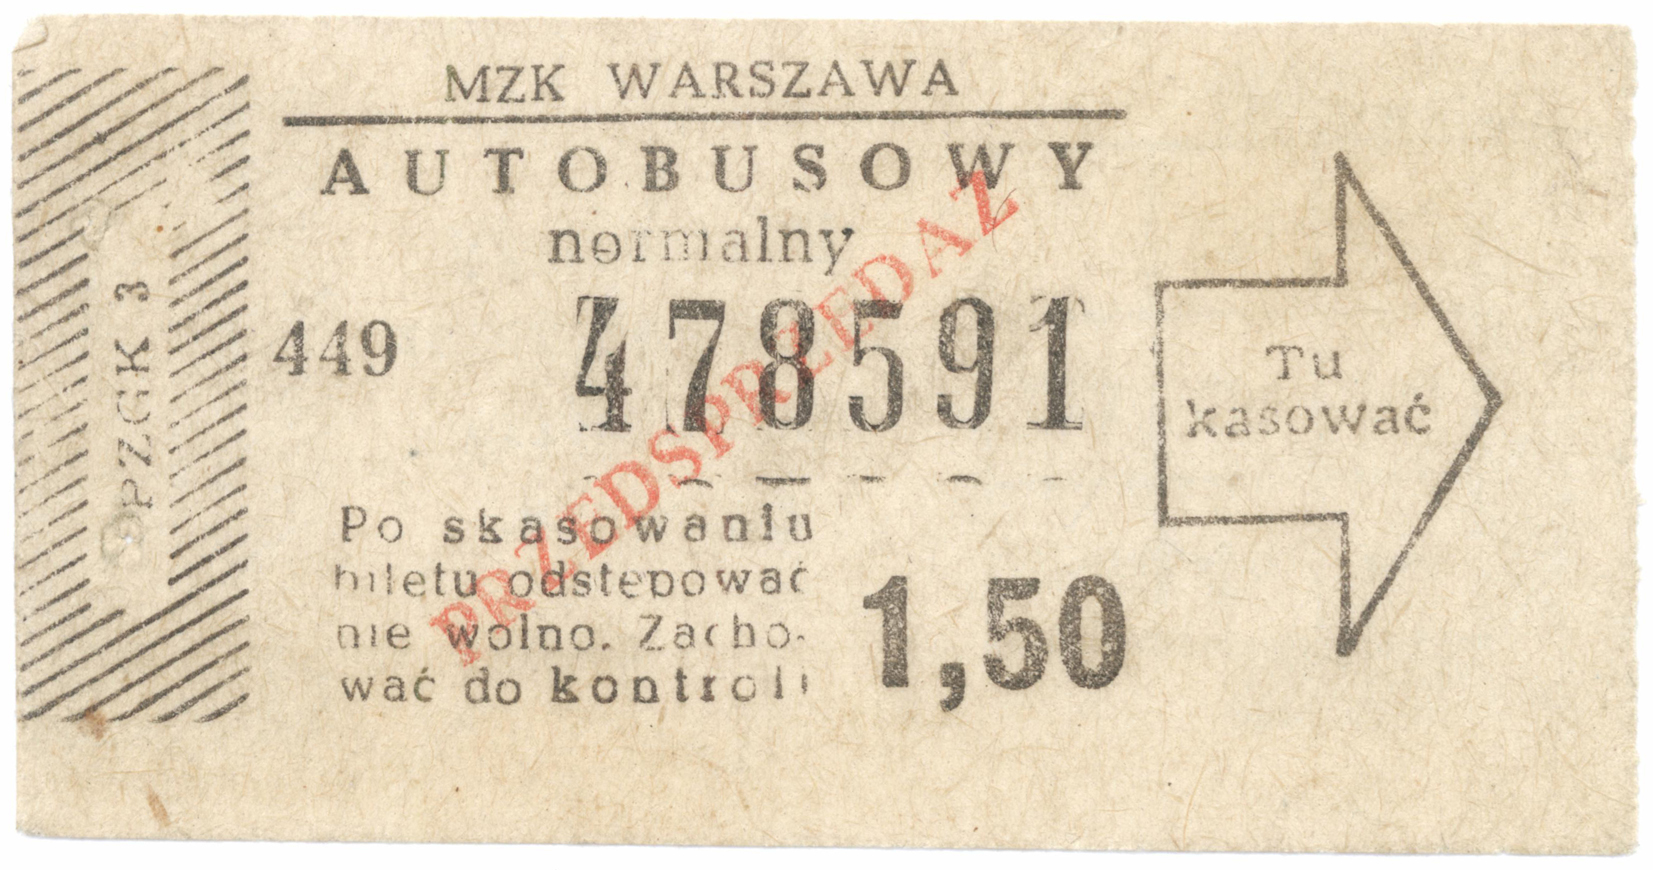 MZK WARSZAWA
AUTOBUSOWY
normalny
PZGK 3
449
478591
PRZEDSPRZEDAŻ
Tu
kasować
Po skasowaniu
biletu odstępować
nie wolno. Zacho-
wać do kontroli
1,50